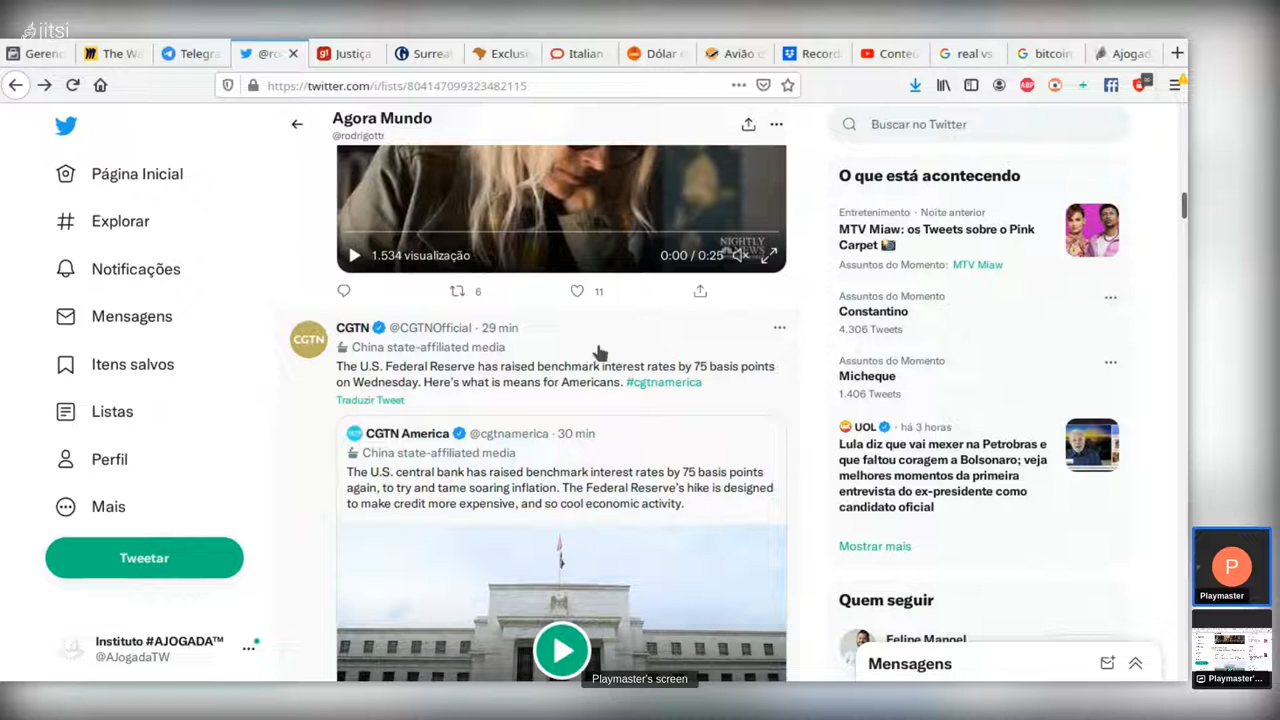 jitsi
Gerenc
The Wa
Telegra
@ro
Justiça
Surreal
Exclusi
Italian
Dólar
Avião
Record
Conteú
real vs
bitcoin
Ajogad
https://twitter.com/i/lists/804147099323482115
Agora Mundo
@rodrigottr
Buscar no Twitter
Página Inicial
Explorar
Notificações
Mensagens
Itens salvos
Listas
Perfil
Mais
Tweetar
Instituto #AJOGADA™
@AJogadaTW
1.534 visualização
0:00 / 0:25
NIGHTLY
NEWS
6
11
CGTN @CGTNOfficial · 29 min
China state-affiliated media
The U.S. Federal Reserve has raised benchmark interest rates by 75 basis points
on Wednesday. Here's what is means for Americans. #cgtnamerica
Traduzir Tweet
CGTN America @cgtnamerica · 30 min
China state-affiliated media
The U.S. central bank has raised benchmark interest rates by 75 basis points
again, to try and tame soaring inflation. The Federal Reserve's hike is designed
to make credit more expensive, and so cool economic activity.
O que está acontecendo
Entretenimento · Noite anterior
MTV Miaw: os Tweets sobre o Pink
Carpet
Assuntos do Momento: MTV Miaw
Assuntos do Momento
Constantino
4.306 Tweets
Assuntos do Momento
Micheque
1.406 Tweets
UOL · há 3 horas
Lula diz que vai mexer na Petrobras e
que faltou coragem a Bolsonaro; veja
melhores momentos da primeira
entrevista do ex-presidente como
candidato oficial
Mostrar mais
Quem seguir
Felipe Manoel
Mensagens
P
Playmaster
Playmaster'...
Playmaster's screen